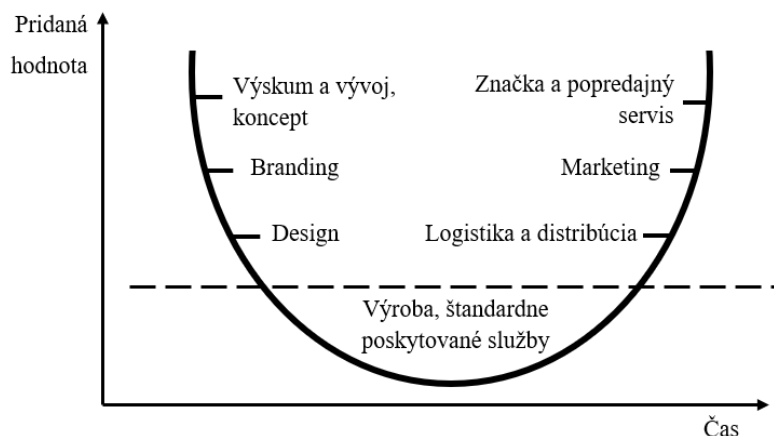 Pridaná
hodnota
Výskum a vývoj,
koncept
Branding
Design
Značka a popredajný
servis
Marketing
Logistika a distribúcia
Výroba, štandardne
poskytované služby
Čas